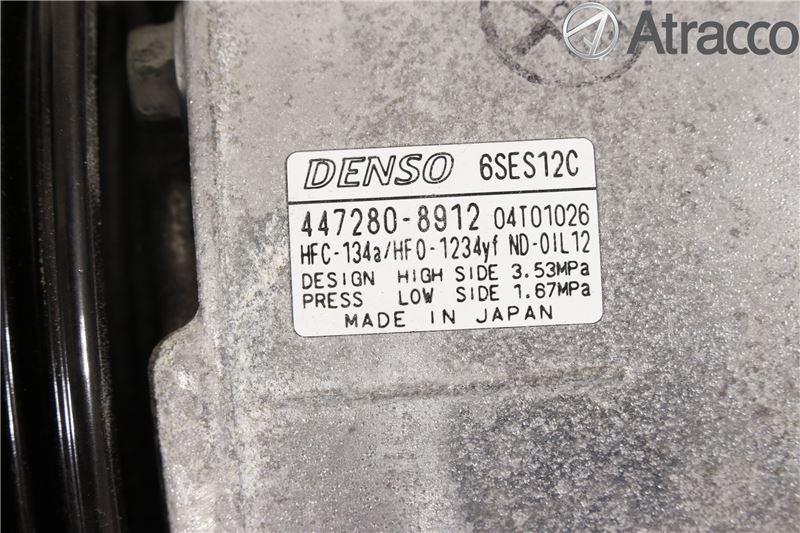 Atracco
DENSO 6SES12C
447280-8912 04T01026
HFC-134a/HFO-1234yf ND-OIL12
DESIGN HIGH SIDE 3.53MPa
PRESS LOW SIDE 1.67MPa
MADE IN JAPAN